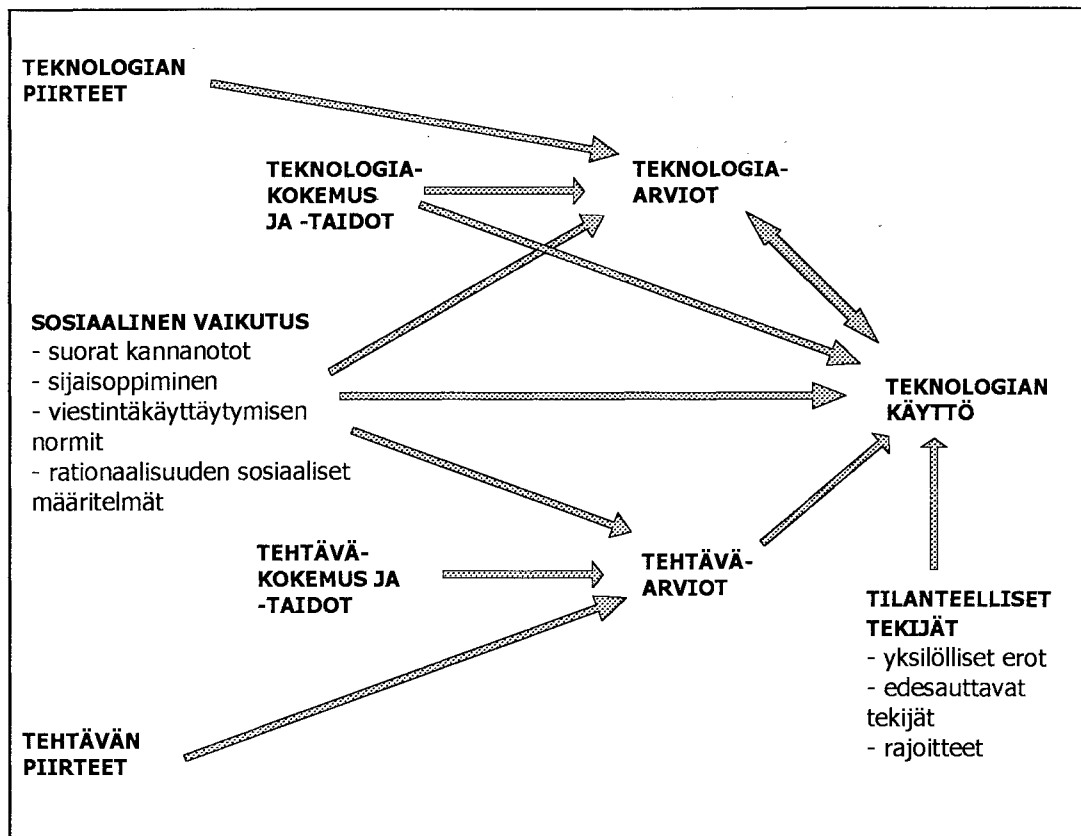 TEKNOLOGIAN
PIIRTEET
TEKNOLOGIA-
KOKEMUS
JA -TAIDOT
TEKNOLOGIA-
ARVIOT
SOSIAALINEN VAIKUTUS
- suorat kannanotot
- sijaisoppiminen
- viestintäkäyttäytymisen
normit
- rationaalisuuden sosiaaliset
määritelmät
TEKNOLOGIAN
KÄYTTÖ
TEHTÄVÄ-
KOKEMUS JA
-TAIDOT
TEHTÄVÄ-
ARVIOT
TILANTEELLISET
TEKIJÄT
- yksilölliset erot
- edesauttavat
tekijät
- rajoitteet
TEHTÄVÄN
PIIRTEET